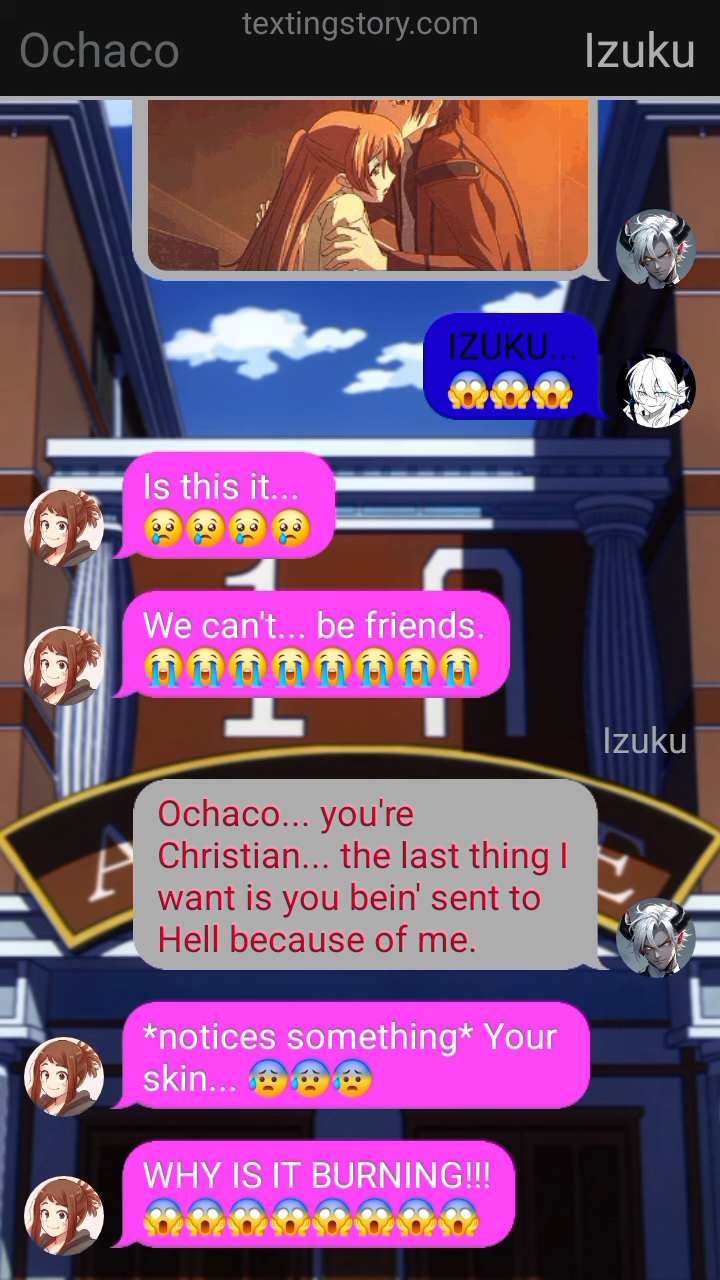 textingstory.com
Ochaco
Izuku
IZUKU...
😱😱😱
Is this it...
😢😢😢😢
We can't... be friends.
😭😭😭😭😭😭😭😭
Izuku
Ochaco... you're
Christian... the last thing I
want is you bein' sent to
Hell because of me.
*notices something* Your
skin... 😰😰😰
WHY IS IT BURNING!!!
😱😱😱😱😱😱😱😱